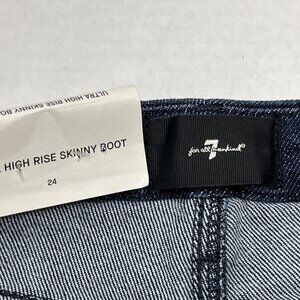 ULTRA HIGH RISE SKINNY BO
HIGH RISE SKINNY BOOT
24
7
for all mankind®